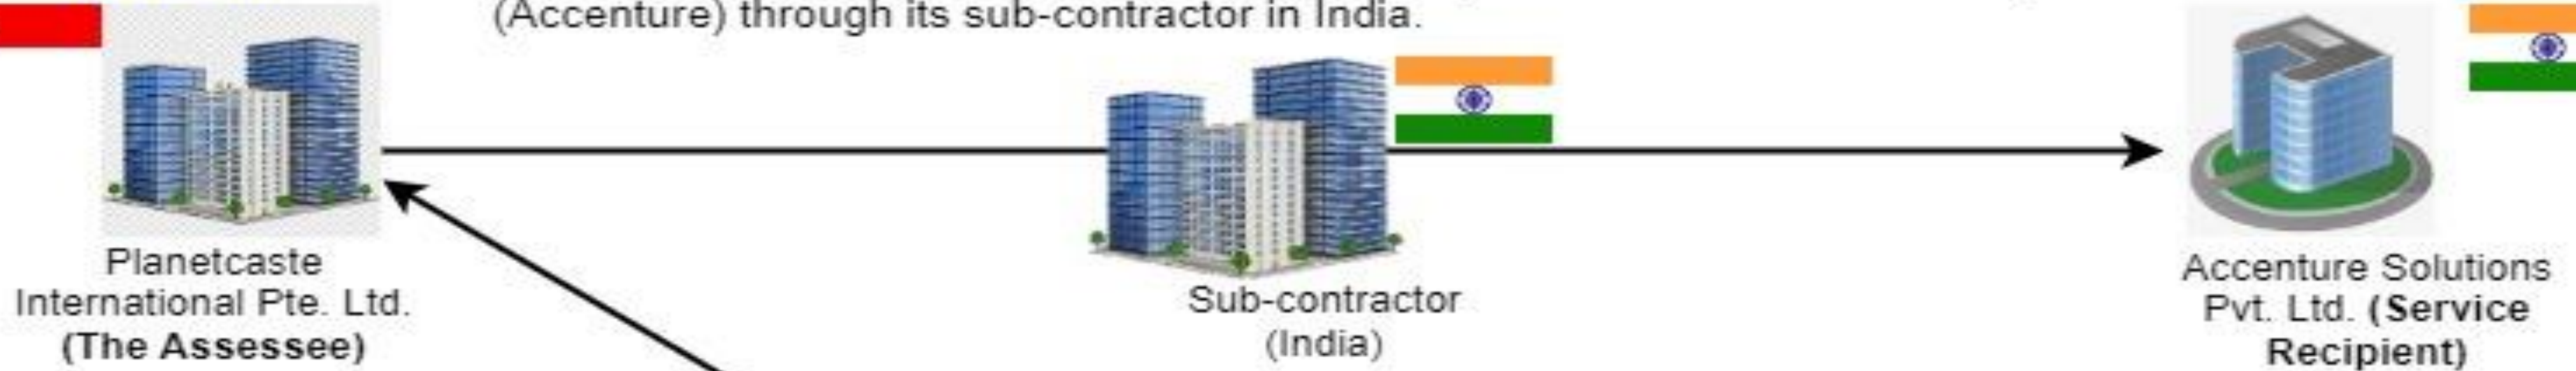 (Accenture) through its sub-contractor in India.
Planetcaste
International Pte. Ltd.
(The Assessee)
Sub-contractor
(India)
Accenture Solutions
Pvt. Ltd. (Service
Recipient)